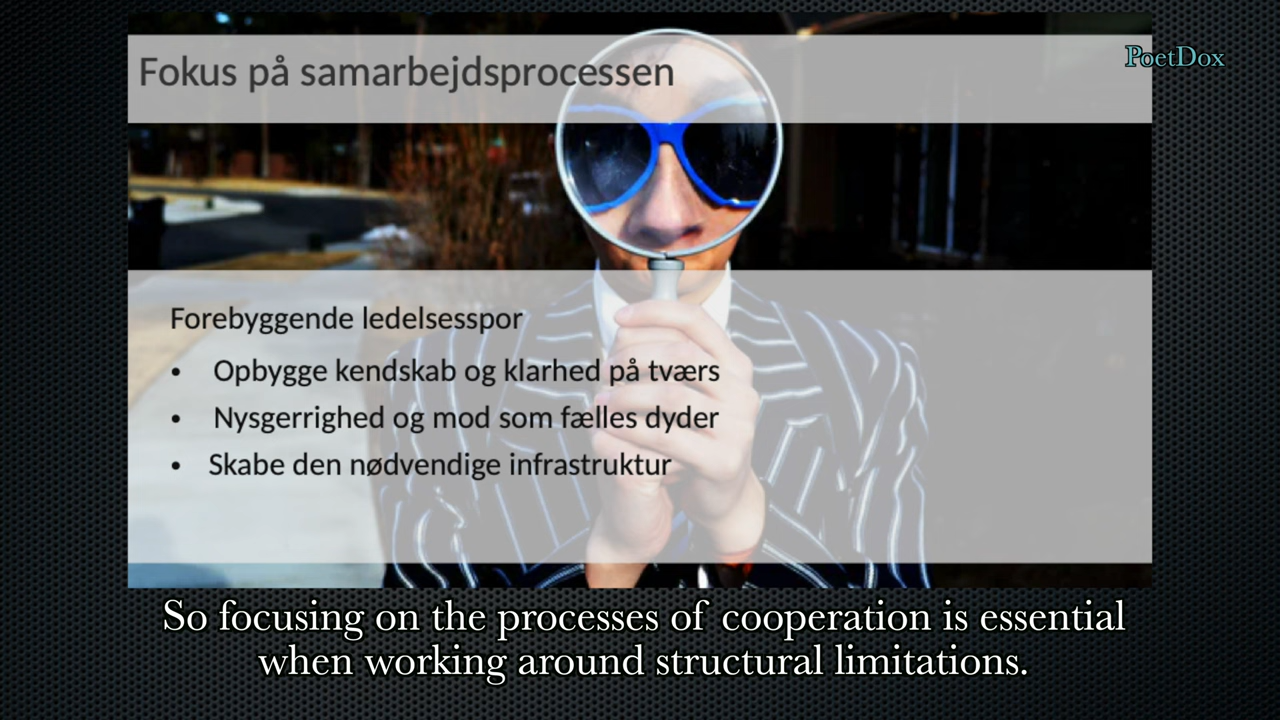 Fokus på samarbejdsprocessen
PoetDox
Forebyggende ledelsesspor
• Opbygge kendskab og klarhed på tværs
• Nysgerrighed og mod som fælles dyder
• Skabe den nødvendige infrastruktur
So focusing on the processes of cooperation is essential
when working around structural limitations.